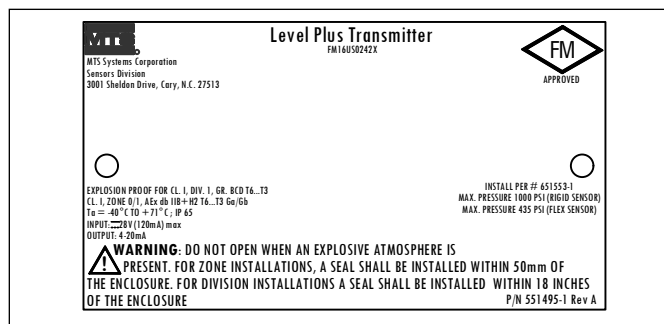 MTS
Level Plus Transmitter
FM16US0242X
FM
APPROVED
MTS Systems Corporation
Sensors Division
3001 Sheldon Drive, Cary, N.C. 27513
EXPLOSION PROOF FOR CL. I, DIV. 1, GR. BCD T6...T3
CL. I, ZONE 0/1, AEx db IIB+H2 T6...T3 Ga/Gb
Ta = -40°C TO +71°C ; IP 65
INPUT: ⎓28V (120mA) max
OUTPUT: 4-20mA
INSTALL PER # 651553-1
MAX. PRESSURE 1000 PSI (RIGID SENSOR)
MAX. PRESSURE 435 PSI (FLEX SENSOR)
WARNING: DO NOT OPEN WHEN AN EXPLOSIVE ATMOSPHERE IS
PRESENT. FOR ZONE INSTALLATIONS, A SEAL SHALL BE INSTALLED WITHIN 50mm OF
THE ENCLOSURE. FOR DIVISION INSTALLATIONS A SEAL SHALL BE INSTALLED WITHIN 18 INCHES
OF THE ENCLOSURE
P/N 551495-1 Rev A